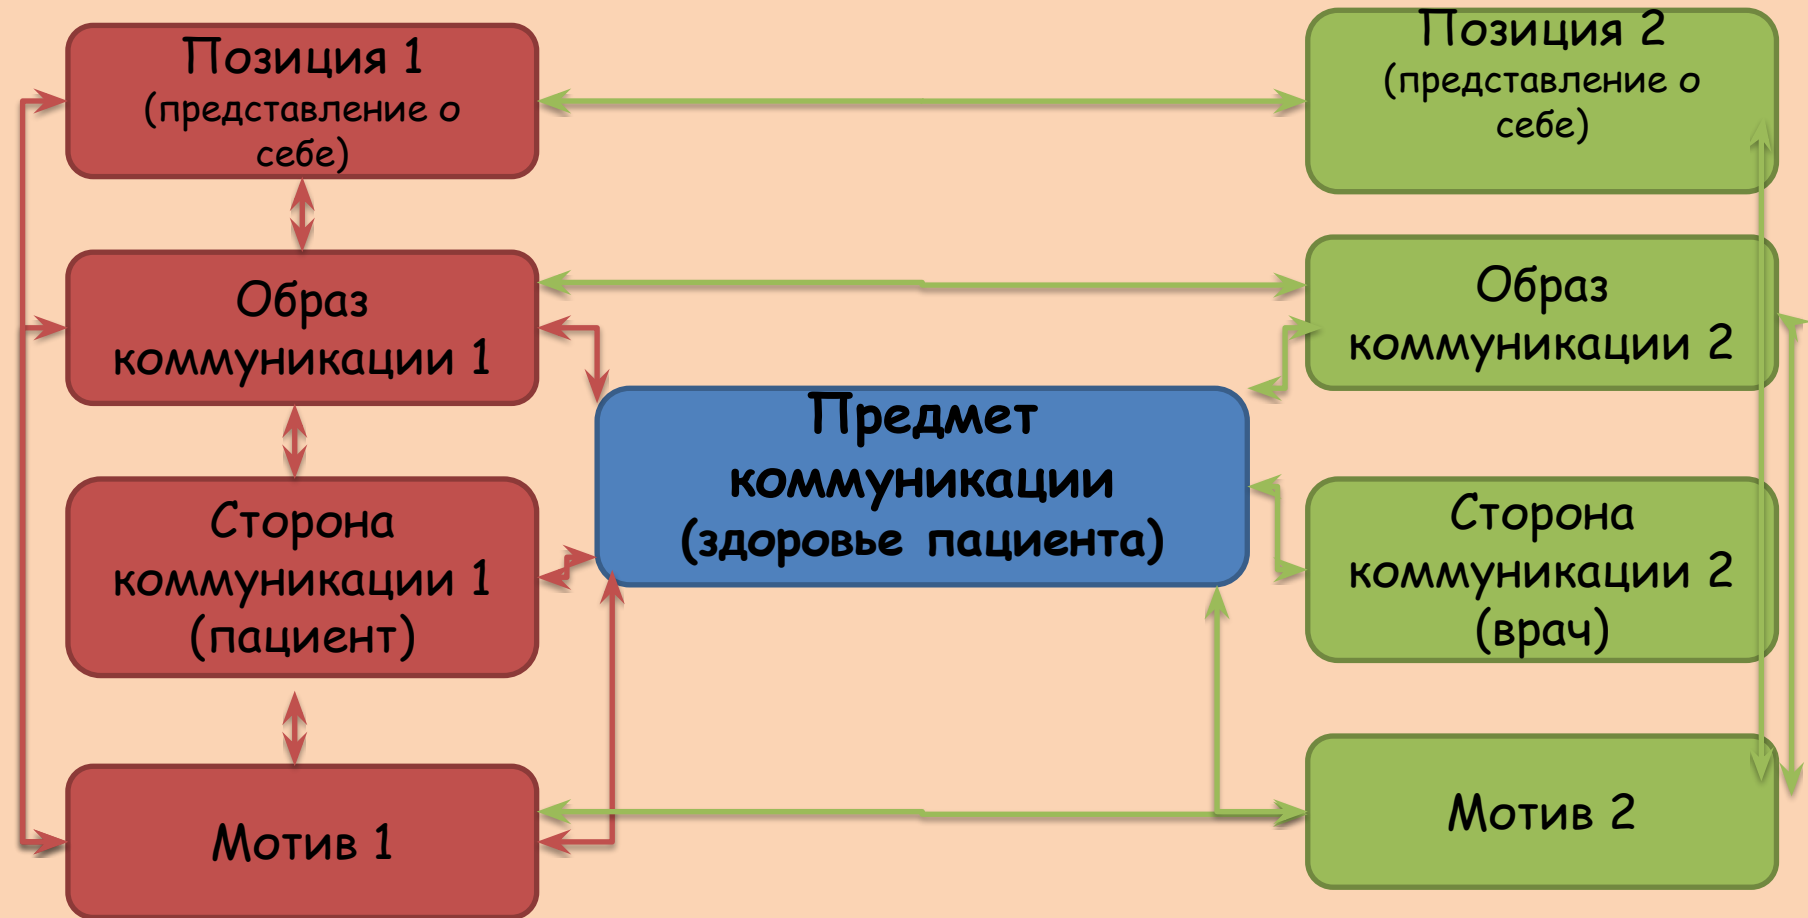 Позиция 1
(представление о
себе)
Образ
коммуникации 1
Сторона
коммуникации 1
(пациент)
Мотив 1
Предмет
коммуникации
(здоровье пациента)
Позиция 2
(представление о
себе)
Образ
коммуникации 2
Сторона
коммуникации 2
(врач)
Мотив 2